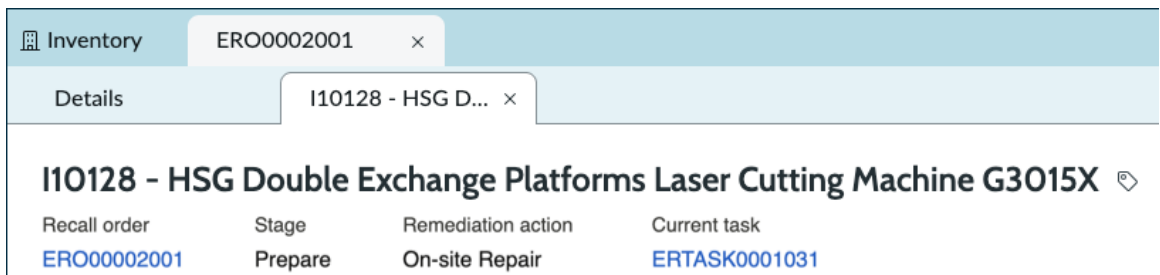 Inventory ERO0002001 ×
Details I10128 - HSG D... ×
I10128 - HSG Double Exchange Platforms Laser Cutting Machine G3015X
Recall order Stage Remediation action Current task
ERO00002001 Prepare On-site Repair ERTASK0001031